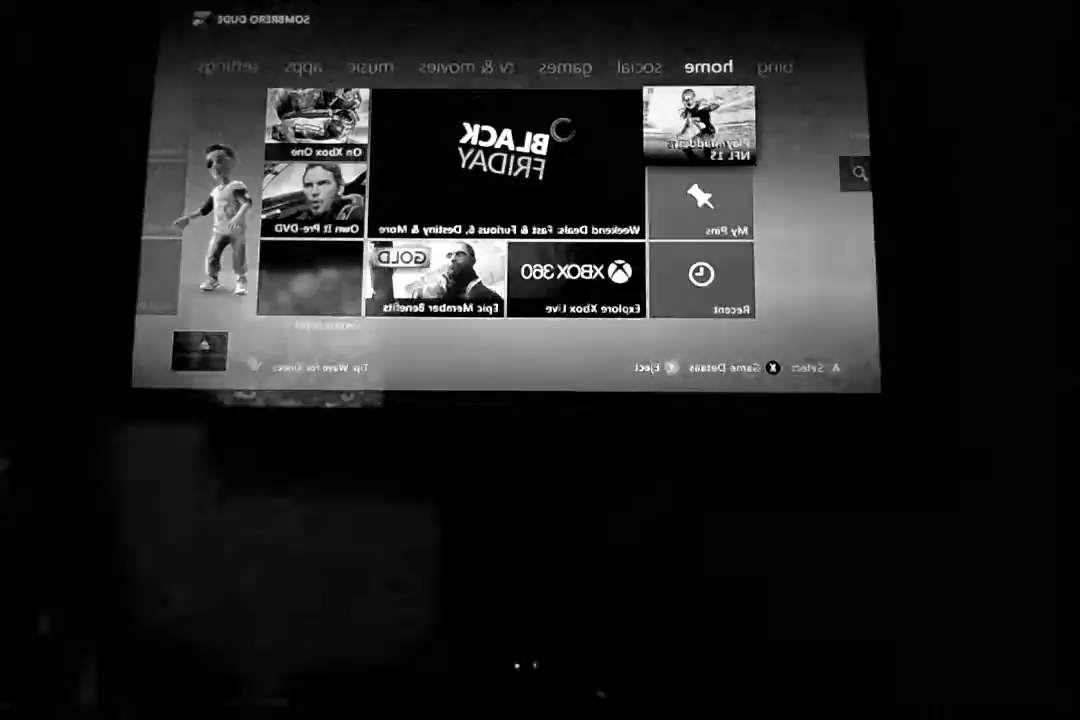 SOMBRERO DUDE
bing home social games tv & movies music apps settings
Play Madden
NFL 15
My Pins
Recent
BLACK
FRIDAY
Weekend Deals: Fast & Furious 6, Destiny & More
XBOX 360
Explore Xbox Live
GOLD
Epic Member Benefits
On Xbox One
Own It Pre-DVD
A Select X Game Details Y Eject
Tip: Wave for Kinect